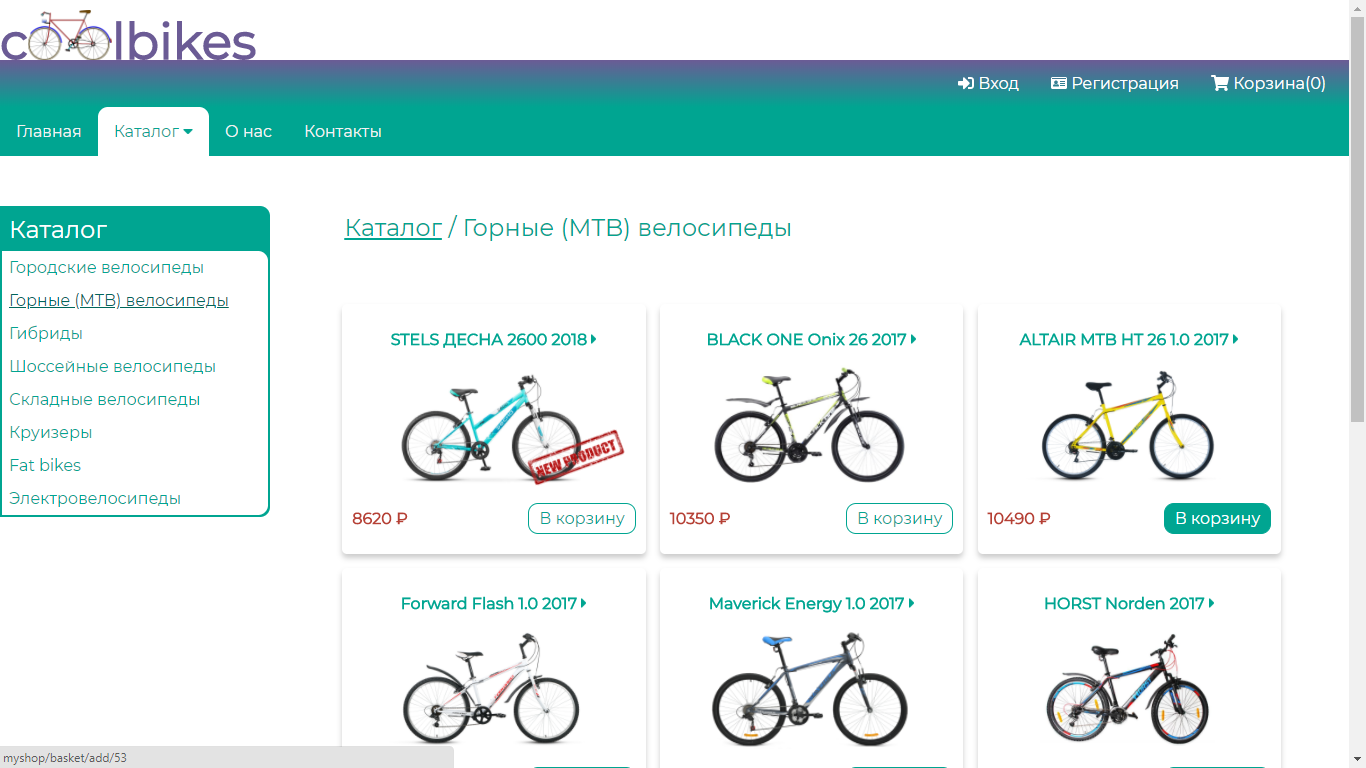 coolbikes
Вход Регистрация Корзина(0)
Главная Каталог О нас Контакты
Каталог
Городские велосипеды
Горные (МТВ) велосипеды
Гибриды
Шоссейные велосипеды
Складные велосипеды
Круизеры
Fat bikes
Электровелосипеды
Каталог / Горные (МТВ) велосипеды
STELS ДЕСНА 2600 2018
NEW PRODUCT
8620 ₽ В корзину
BLACK ONE Onix 26 2017
10350 ₽ В корзину
ALTAIR MTB HT 26 1.0 2017
10490 ₽ В корзину
Forward Flash 1.0 2017
Maverick Energy 1.0 2017
HORST Norden 2017
myshop/basket/add/53